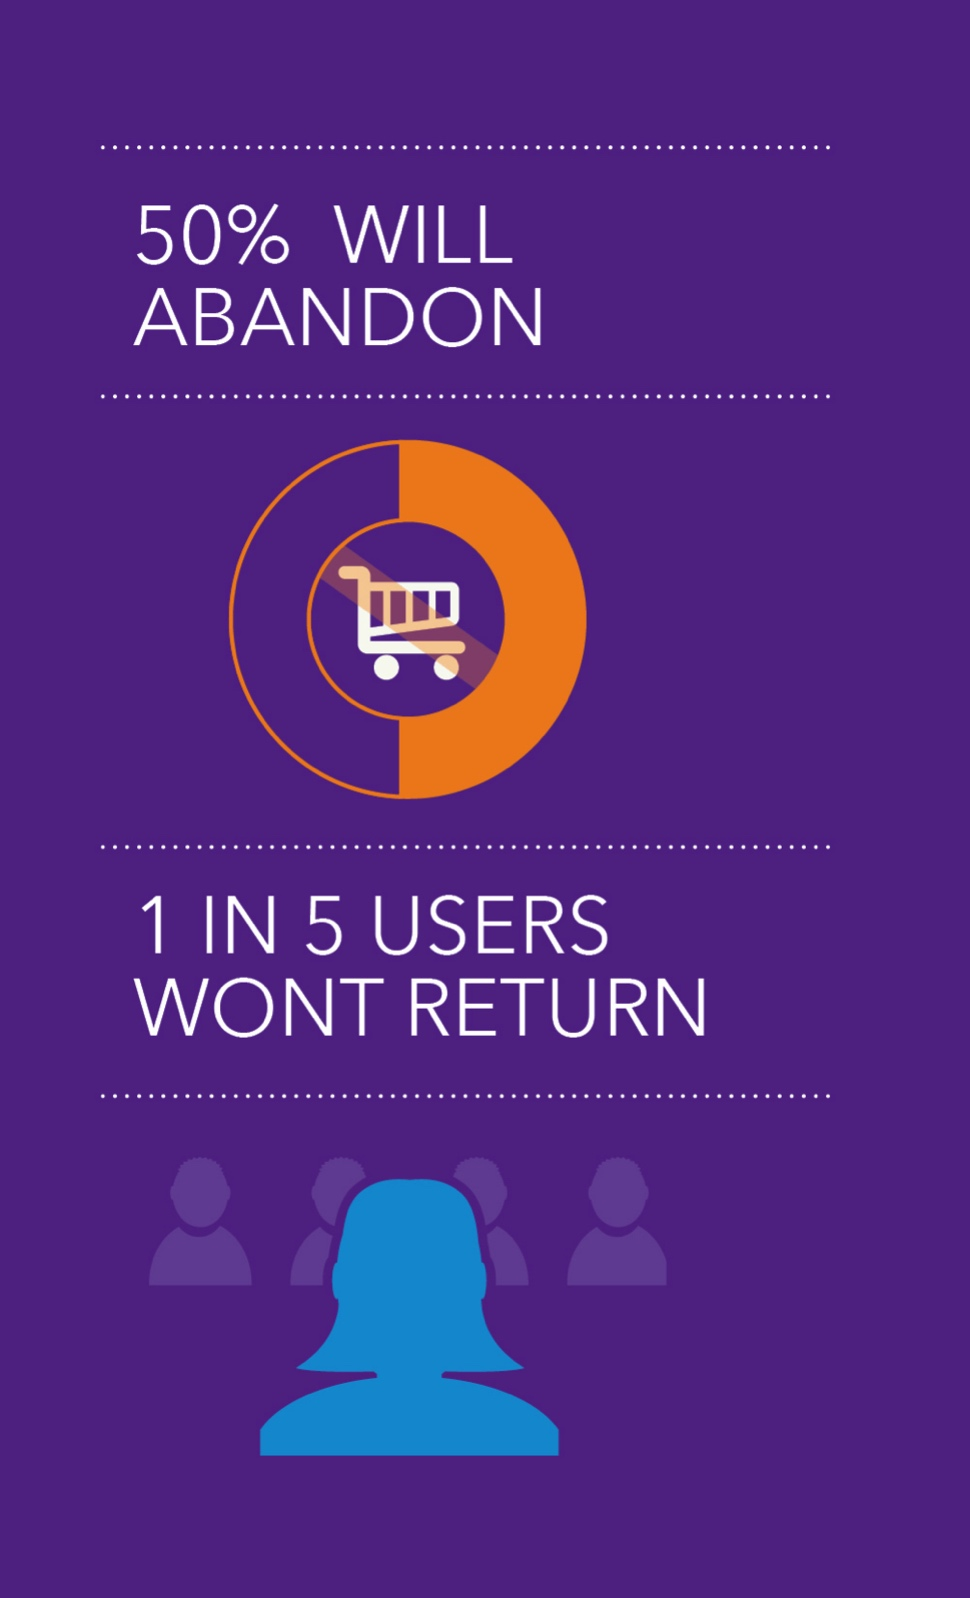 50% WILL
ABANDON
1 IN 5 USERS
WONT RETURN